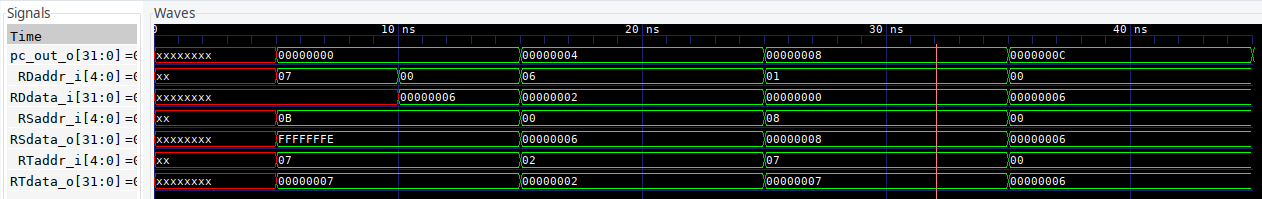 Signals Waves
Time 0 10 ns 20 ns 30 ns 40 ns
pc_out_o[31:0] =0 xxxxxxxx 00000000 00000004 00000008 0000000C
RDaddr_i[4:0] =0 xx 07 00 06 01 00
RDdata_i[31:0] =0 xxxxxxxx 00000006 00000002 00000000 00000006
RSaddr_i[4:0] =0 xx 0B 00 08 00
RSdata_o[31:0] =0 xxxxxxxx FFFFFFFE 00000006 00000008 00000006
RTaddr_i[4:0] =0 xx 07 02 07 00
RTdata_o[31:0] =0 xxxxxxxx 00000007 00000002 00000007 00000006